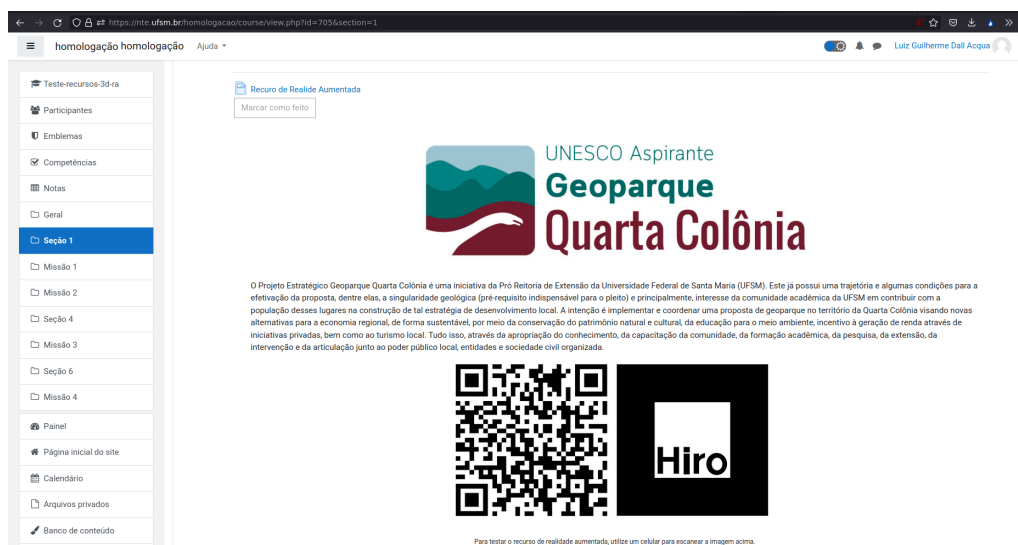 https://nte.ufsm.br/homologacao/course/view.php?id=705&section=1
homologação homologação Ajuda
Luiz Guilherme Dall Acqua
Teste-recursos-3d-ra
Participantes
Emblemas
Competências
Notas
Geral
Seção 1
Missão 1
Missão 2
Seção 4
Missão 3
Seção 6
Missão 4
Painel
Página inicial do site
Calendário
Arquivos privados
Banco de conteúdo
Recuro de Realide Aumentada
Marcar como feito
UNESCO Aspirante
Geoparque
Quarta Colônia
O Projeto Estratégico Geoparque Quarta Colônia é uma iniciativa da Pró Reitoria de Extensão da Universidade Federal de Santa Maria (UFSM). Este já possui uma trajetória e algumas condições para a
efetivação da proposta, dentre elas, a singularidade geológica (pré-requisito indispensável para o pleito) e principalmente, interesse da comunidade acadêmica da UFSM em contribuir com a
população desses lugares na construção de tal estratégia de desenvolvimento local. A intenção é implementar e coordenar uma proposta de geoparque no território da Quarta Colônia visando novas
alternativas para a economia regional, de forma sustentável, por meio da conservação do patrimônio natural e cultural, da educação para o meio ambiente, incentivo à geração de renda através de
iniciativas privadas, bem como ao turismo local. Tudo isso, através da apropriação do conhecimento, da capacitação da comunidade, da formação acadêmica, da pesquisa, da extensão, da
intervenção e da articulação junto ao poder público local, entidades e sociedade civil organizada.
Hiro
Para testar o recurso de realidade aumentada, utilize um celular para escanear a imagem acima.